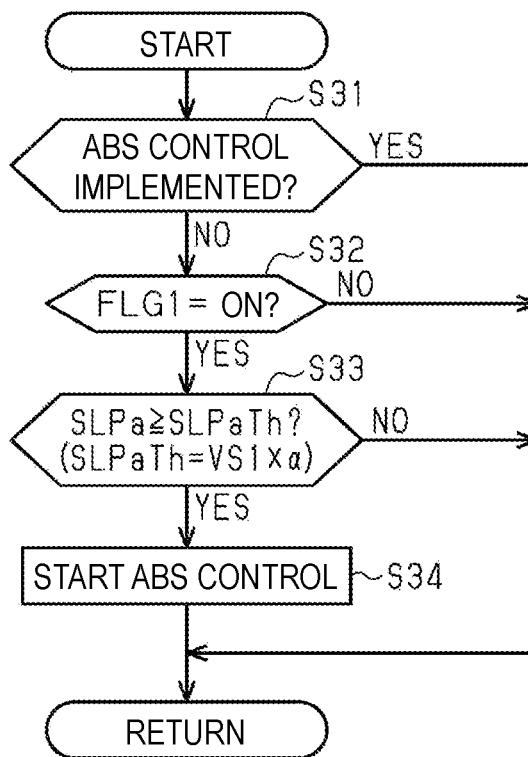 START
S31
ABS CONTROL
IMPLEMENTED?
YES
NO
S32
FLG1 = ON?
NO
YES
S33
SLPa≧SLPaTh?
(SLPaTh=VS1×α)
NO
YES
START ABS CONTROL
S34
RETURN